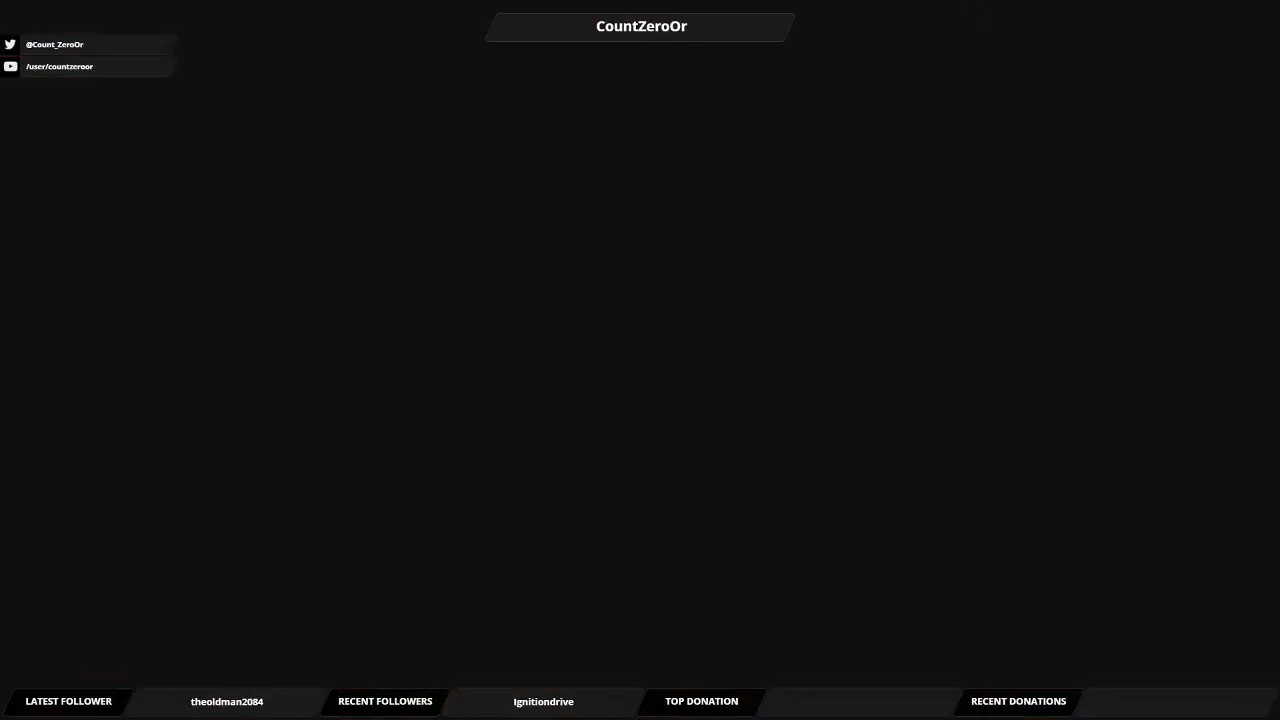 CountZeroOr
@Count_ZeroOr
/user/countzeroor
LATEST FOLLOWER theoldman2084 RECENT FOLLOWERS Ignitiondrive TOP DONATION RECENT DONATIONS